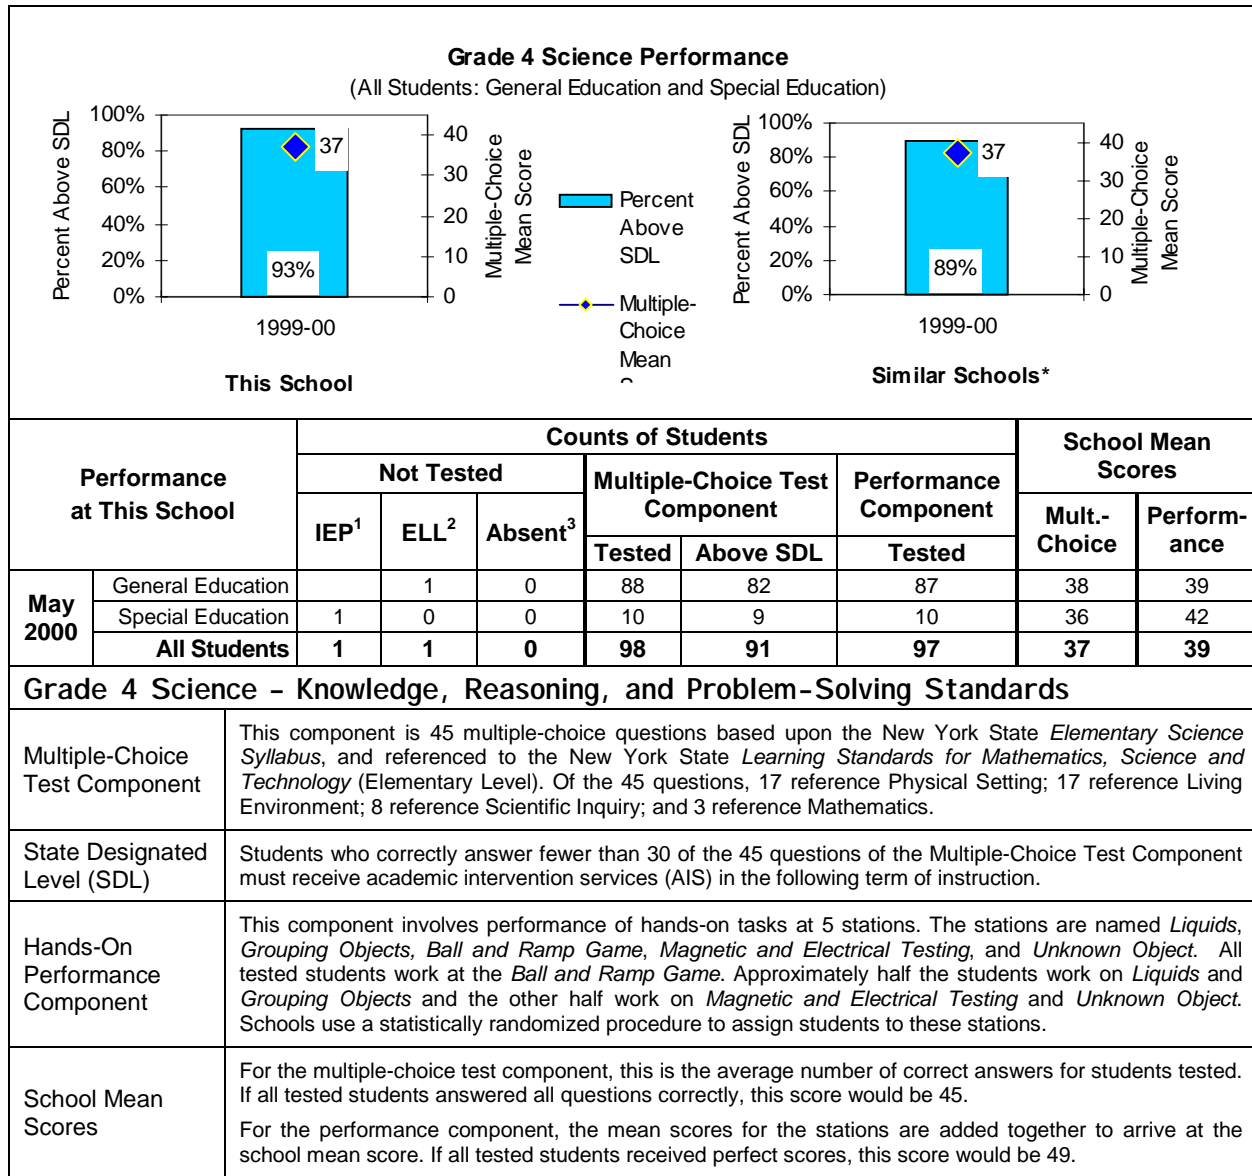 Grade 4 Science Performance
(All Students: General Education and Special Education)
Percent Above SDL
100%
80%
60%
40%
20%
0%
37
93%
40
30
20
10
0
Multiple-Choice
Mean Score
1999-00
This School
Percent
Above
SDL
Multiple-
Choice
Mean
Percent Above SDL
100%
80%
60%
40%
20%
0%
37
89%
40
30
20
10
0
Multiple-Choice
Mean Score
1999-00
Similar Schools*
Performance
at This School
Counts of Students
School Mean
Scores
Not Tested
Multiple-Choice Test
Component
Performance
Component
IEP1 ELL2 Absent3
Tested Above SDL Tested
Mult.-
Choice
Perform-
ance
May
2000
General Education 1 0 88 82 87 38 39
Special Education 1 0 0 10 9 10 36 42
All Students 1 1 0 98 91 97 37 39
Grade 4 Science – Knowledge, Reasoning, and Problem-Solving Standards
Multiple-Choice
Test Component
This component is 45 multiple-choice questions based upon the New York State Elementary Science
Syllabus, and referenced to the New York State Learning Standards for Mathematics, Science and
Technology (Elementary Level). Of the 45 questions, 17 reference Physical Setting; 17 reference Living
Environment; 8 reference Scientific Inquiry; and 3 reference Mathematics.
State Designated
Level (SDL)
Students who correctly answer fewer than 30 of the 45 questions of the Multiple-Choice Test Component
must receive academic intervention services (AIS) in the following term of instruction.
Hands-On
Performance
Component
This component involves performance of hands-on tasks at 5 stations. The stations are named Liquids,
Grouping Objects, Ball and Ramp Game, Magnetic and Electrical Testing, and Unknown Object. All
tested students work at the Ball and Ramp Game. Approximately half the students work on Liquids and
Grouping Objects and the other half work on Magnetic and Electrical Testing and Unknown Object.
Schools use a statistically randomized procedure to assign students to these stations.
School Mean
Scores
For the multiple-choice test component, this is the average number of correct answers for students tested.
If all tested students answered all questions correctly, this score would be 45.
For the performance component, the mean scores for the stations are added together to arrive at the
school mean score. If all tested students received perfect scores, this score would be 49.